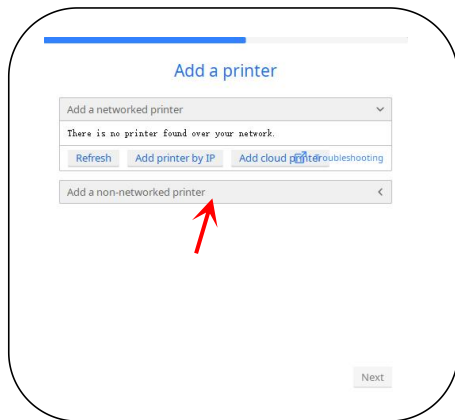 Add a printer
Add a networked printer
There is no printer found over your network.
Refresh Add printer by IP Add cloud printer Troubleshooting
Add a non-networked printer
Next